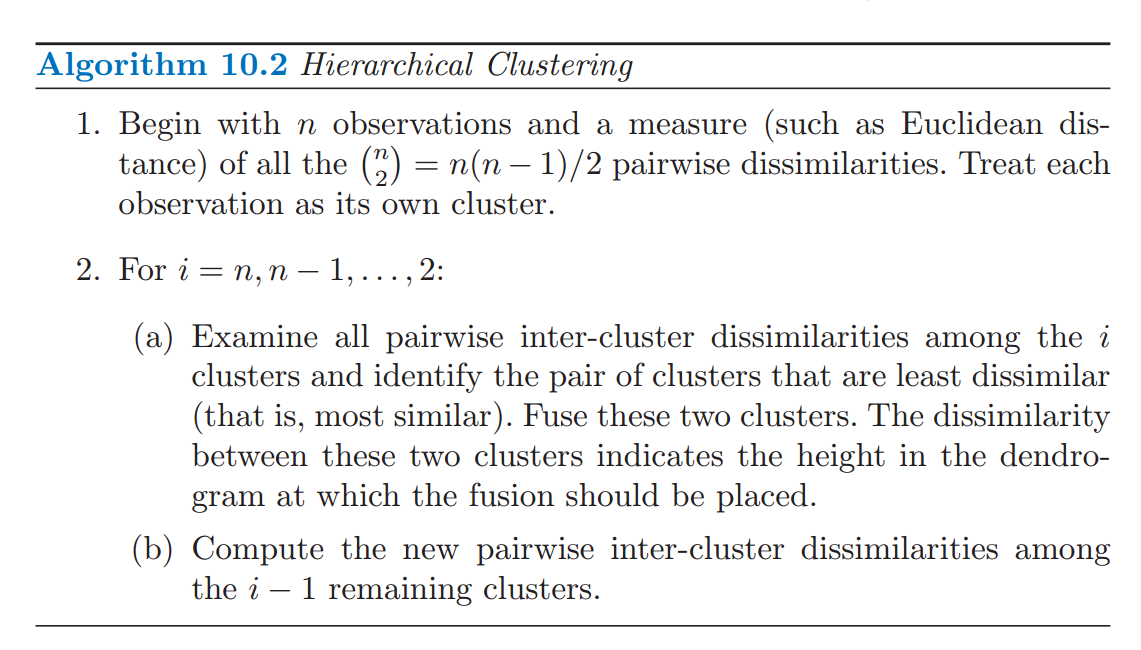 Algorithm 10.2 Hierarchical Clustering
1. Begin with n observations and a measure (such as Euclidean dis-
tance) of all the (n 2) = n(n − 1)/2 pairwise dissimilarities. Treat each
observation as its own cluster.
2. For i = n, n − 1, . . . , 2:
(a) Examine all pairwise inter-cluster dissimilarities among the i
clusters and identify the pair of clusters that are least dissimilar
(that is, most similar). Fuse these two clusters. The dissimilarity
between these two clusters indicates the height in the dendro-
gram at which the fusion should be placed.
(b) Compute the new pairwise inter-cluster dissimilarities among
the i − 1 remaining clusters.